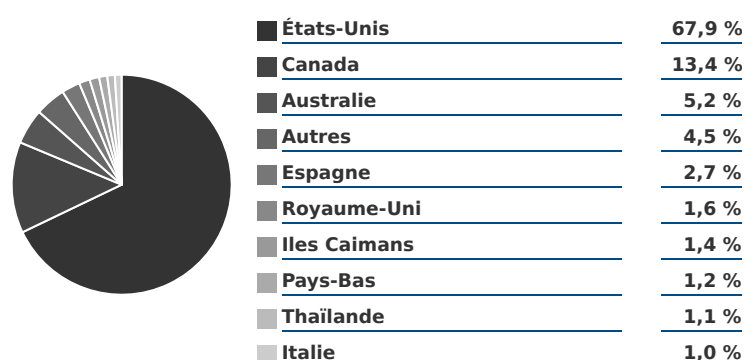 États-Unis 67,9 %
Canada 13,4 %
Australie 5,2 %
Autres 4,5 %
Espagne 2,7 %
Royaume-Uni 1,6 %
Iles Caimans 1,4 %
Pays-Bas 1,2 %
Thaïlande 1,1 %
Italie 1,0 %